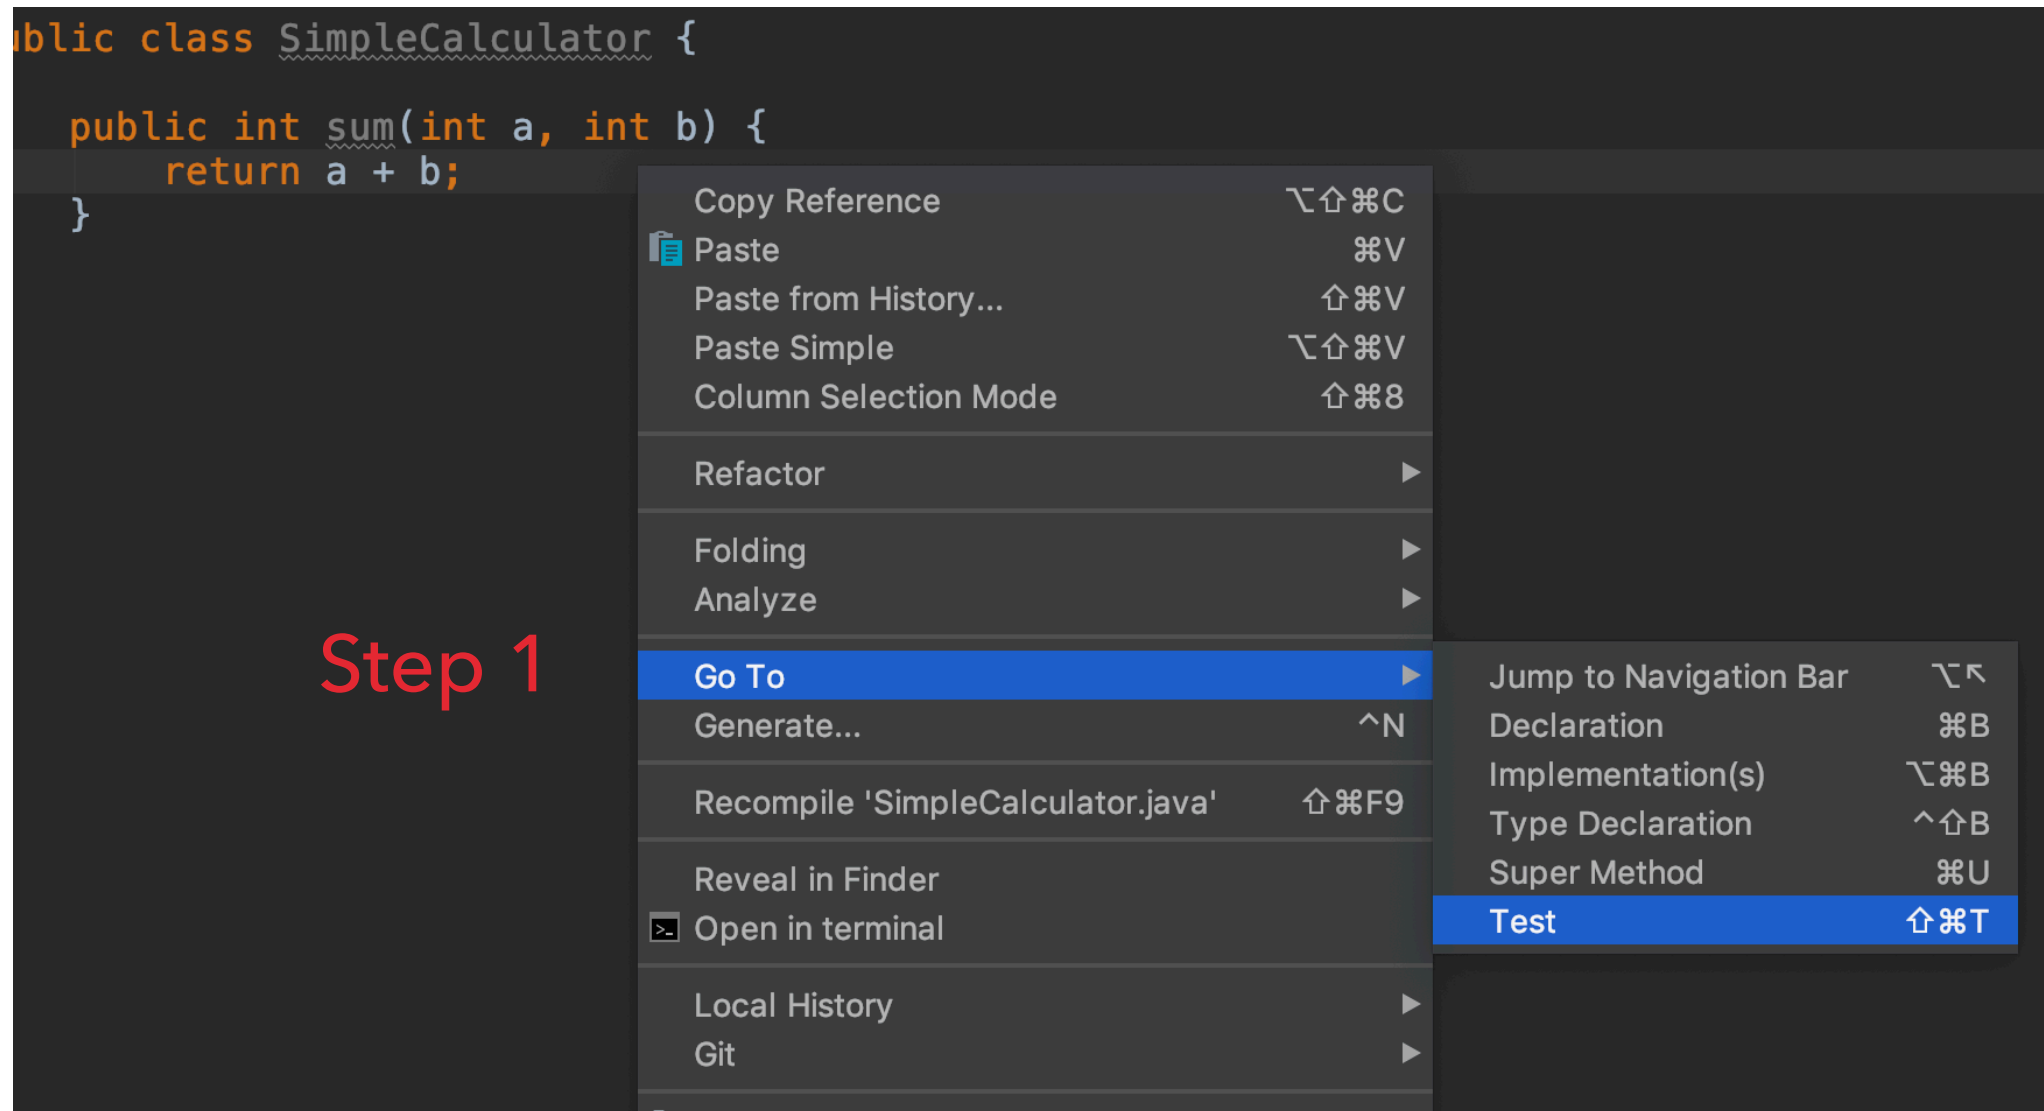 ublic class SimpleCalculator {
public int sum(int a, int b) {
return a + b;
}
Copy Reference ⌥⇧⌘C
Paste ⌘V
Paste from History... ⇧⌘V
Paste Simple ⌥⇧⌘V
Column Selection Mode ⇧⌘8
Refactor ▶
Folding ▶
Analyze ▶
Step 1
Go To ▶
Generate... ^N
Recompile 'SimpleCalculator.java' ⇧⌘F9
Reveal in Finder
Open in terminal
Local History ▶
Git ▶
Jump to Navigation Bar ⌥↖
Declaration ⌘B
Implementation(s) ⌥⌘B
Type Declaration ^⇧B
Super Method ⌘U
Test ⇧⌘T